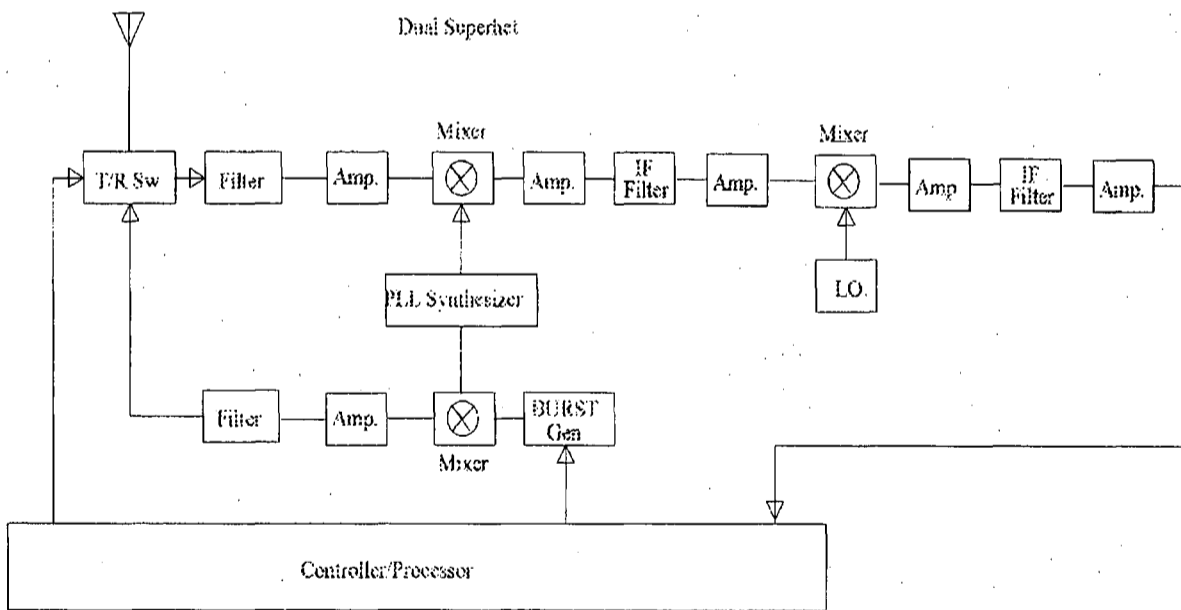 Dual Superhet
Mixer
Mixer
T/R Sw
Filter
Amp.
Amp.
IF
Filter
Amp.
Amp
IF
Filter
Amp.
LO.
PLL Synthesizer
Filter
Amp.
BURST
Gen
Mixer
Controller/Processor